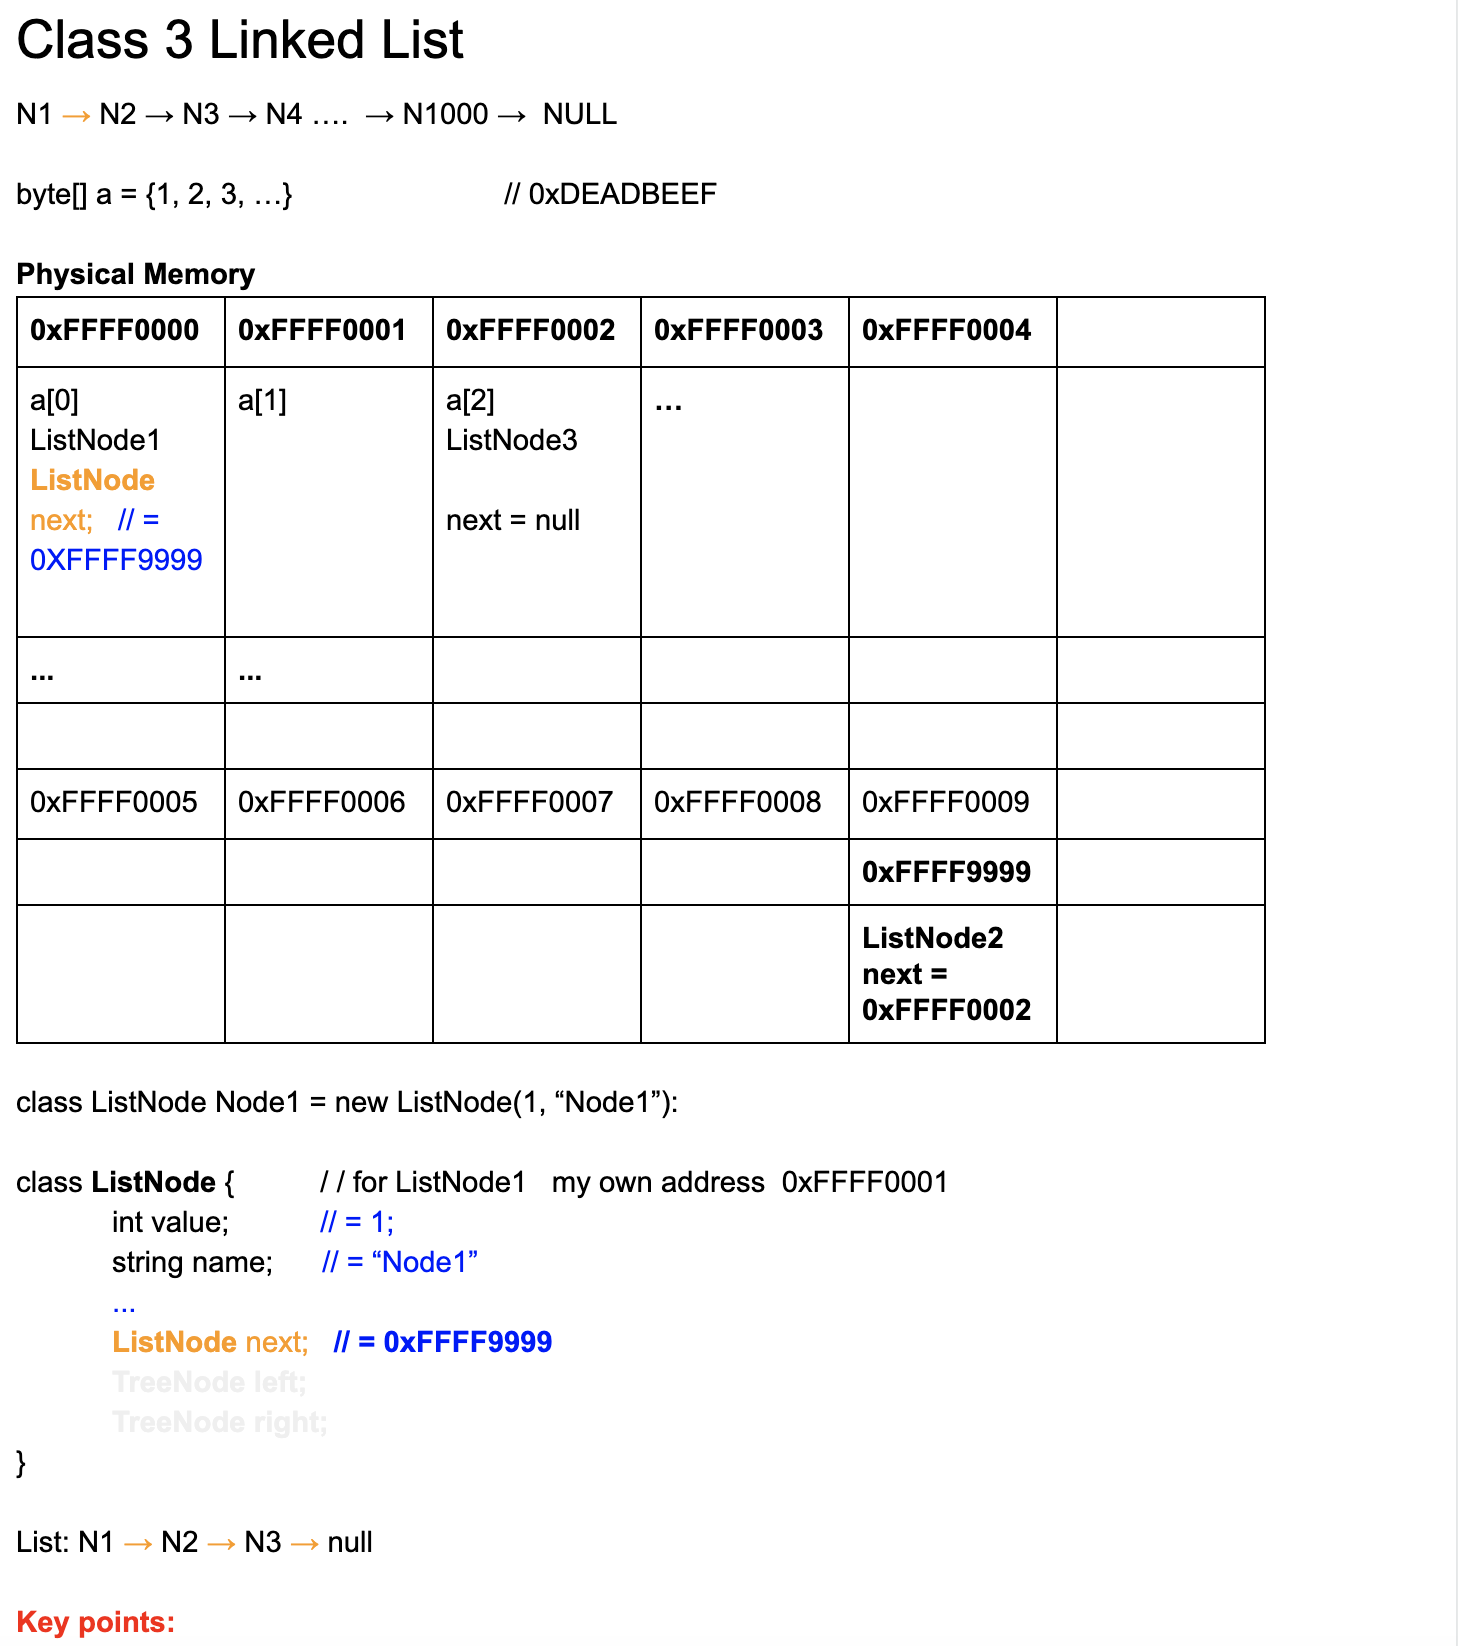 Class 3 Linked List
N1 → N2 → N3 → N4 .... → N1000 → NULL
byte[] a = {1, 2, 3, ...} // 0xDEADBEEF
Physical Memory
0xFFFF0000 0xFFFF0001 0xFFFF0002 0xFFFF0003 0xFFFF0004
a[0] a[1] a[2] ...
ListNode1 ListNode3
ListNode
next; // = next = null
0XFFFF9999
... ...
0xFFFF0005 0xFFFF0006 0xFFFF0007 0xFFFF0008 0xFFFF0009
0xFFFF9999
ListNode2
next =
0xFFFF0002
class ListNode Node1 = new ListNode(1, “Node1”):
class ListNode { / / for ListNode1 my own address 0xFFFF0001
int value; // = 1;
string name; // = “Node1”
...
ListNode next; // = 0xFFFF9999
TreeNode left;
TreeNode right;
}
List: N1 → N2 → N3 → null
Key points: